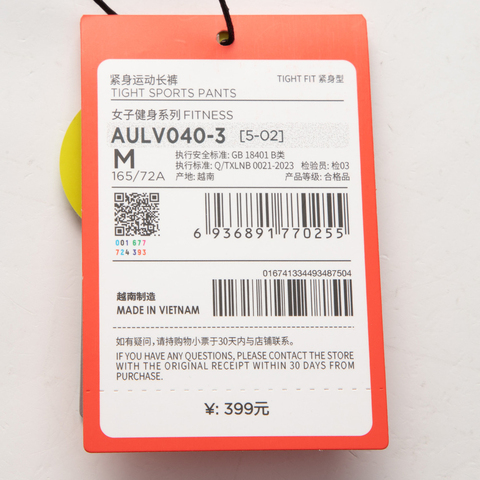 紧身运动长裤
TIGHT SPORTS PANTS
TIGHT FIT 紧身型
女子健身系列 FITNESS
AULV040-3 [5-02]
M
165/72A
执行安全标准: GB 18401 B类
执行标准: Q/TXLNB 0021-2023 检验员: 检03
产地: 越南 产品等级: 合格品
001 677
724 393
6 936891 770255
016741334493487504
越南制造
MADE IN VIETNAM
如有疑问，请持购物小票于30天内与店铺联系。
IF YOU HAVE ANY QUESTIONS, PLEASE CONTACT THE STORE
WITH THE ORIGINAL RECEIPT WITHIN 30 DAYS FROM
PURCHASE.
¥: 399元